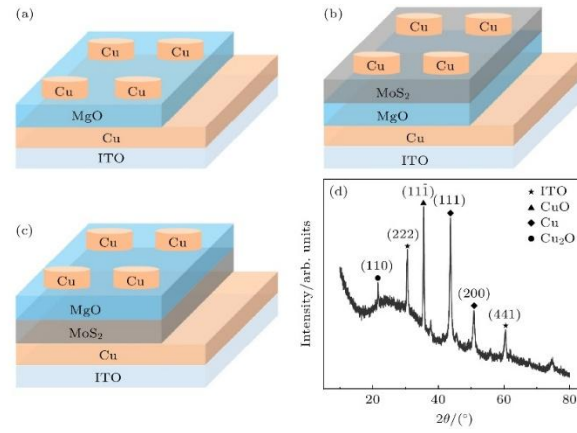 (a)
Cu Cu
Cu Cu
MgO
Cu
ITO
(b)
Cu Cu
Cu Cu
MoS₂
MgO
Cu
ITO
(c)
Cu Cu
Cu Cu
MgO
MoS₂
Cu
ITO
(d)
(110)
(222)
(111̄)
(111)
(200)
(441)
★ ITO
▲ CuO
◆ Cu
● Cu₂O
Intensity/arb. units
20 40 60 80
2θ/(°)